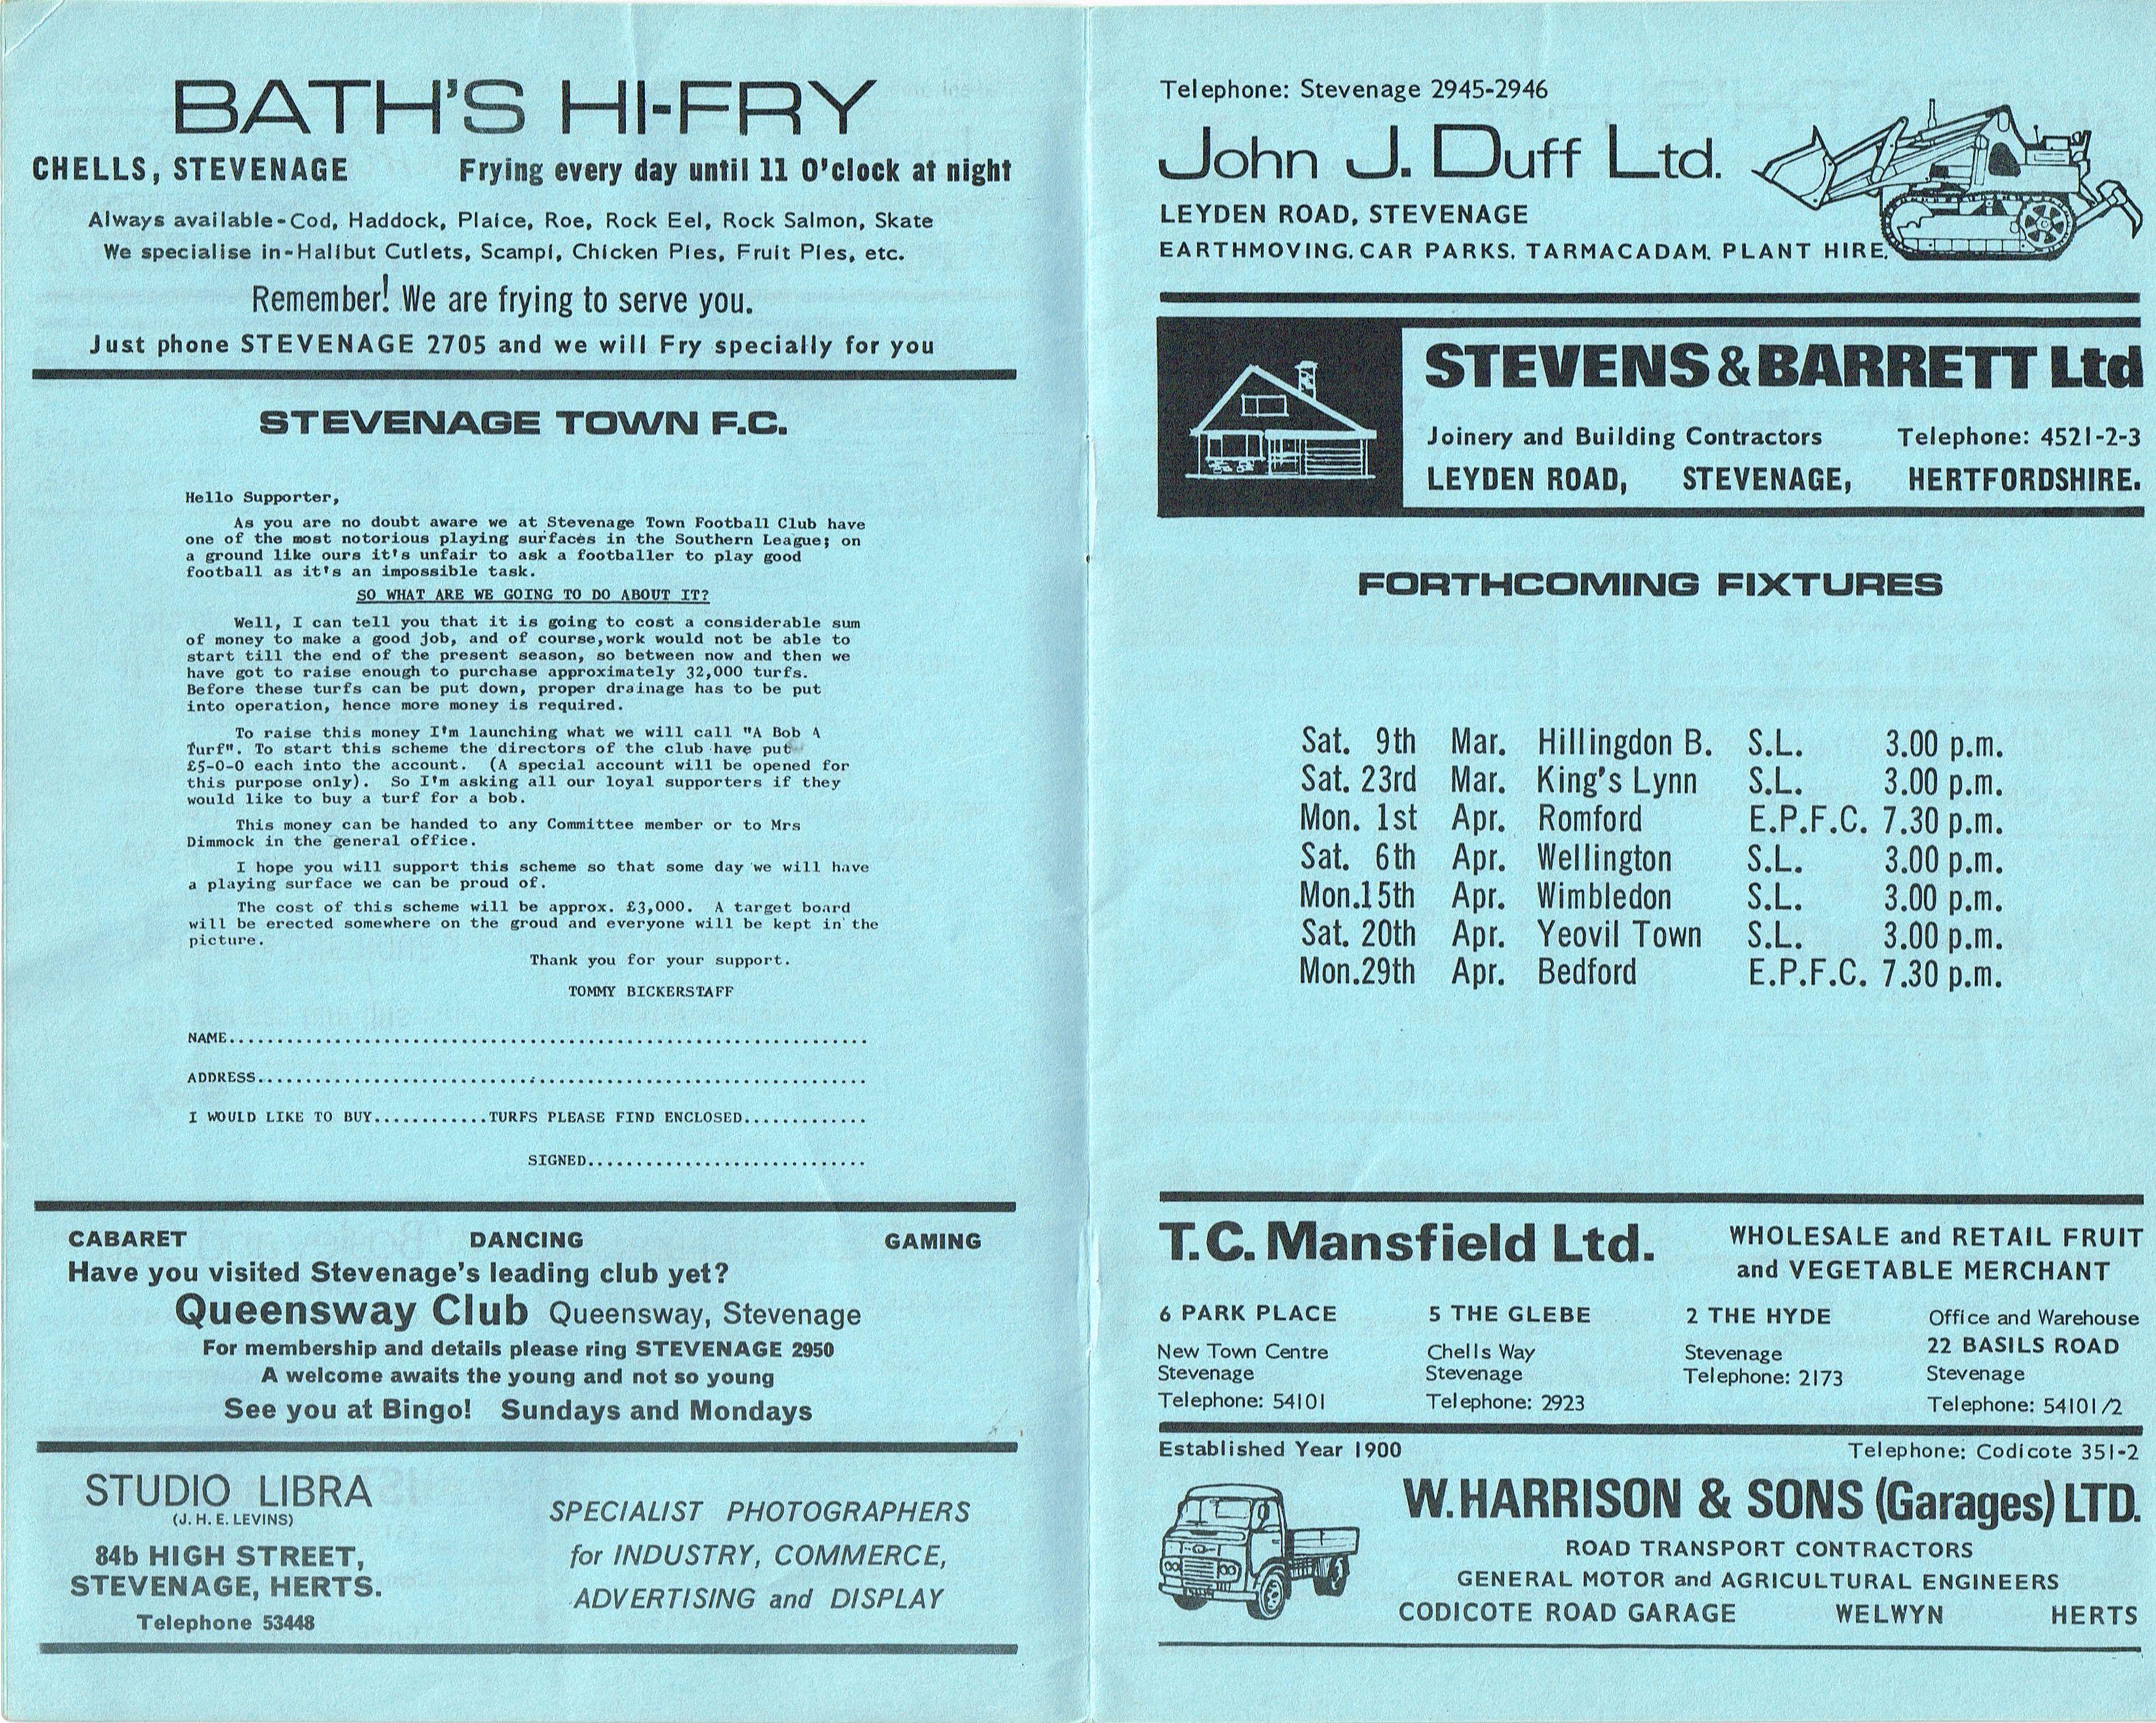 BATH'S HI-FRY
CHELLS, STEVENAGE Frying every day until 11 O'clock at night
Always available-Cod, Haddock, Plaice, Roe, Rock Eel, Rock Salmon, Skate
We specialise in-Halibut Cutlets, Scampi, Chicken Pies, Fruit Pies, etc.
Remember! We are frying to serve you.
Just phone STEVENAGE 2705 and we will Fry specially for you
STEVENAGE TOWN F.C.
Hello Supporter,
As you are no doubt aware we at Stevenage Town Football Club have
one of the most notorious playing surfaces in the Southern League; on
a ground like ours it's unfair to ask a footballer to play good
football as it's an impossible task.
SO WHAT ARE WE GOING TO DO ABOUT IT?
Well, I can tell you that it is going to cost a considerable sum
of money to make a good job, and of course,work would not be able to
start till the end of the present season, so between now and then we
have got to raise enough to purchase approximately 32,000 turfs.
Before these turfs can be put down, proper drainage has to be put
into operation, hence more money is required.
To raise this money I'm launching what we will call "A Bob A
Turf". To start this scheme the directors of the club have put
£5-0-0 each into the account. (A special account will be opened for
this purpose only). So I'm asking all our loyal supporters if they
would like to buy a turf for a bob.
This money can be handed to any Committee member or to Mrs
Dimmock in the general office.
I hope you will support this scheme so that some day we will have
a playing surface we can be proud of.
The cost of this scheme will be approx. £3,000. A target board
will be erected somewhere on the groud and everyone will be kept in the
picture.
Thank you for your support.
TOMMY BICKERSTAFF
NAME..................................................................
ADDRESS...............................................................
I WOULD LIKE TO BUY............TURFS PLEASE FIND ENCLOSED.............
SIGNED.............................
CABARET DANCING GAMING
Have you visited Stevenage's leading club yet?
Queensway Club Queensway, Stevenage
For membership and details please ring STEVENAGE 2950
A welcome awaits the young and not so young
See you at Bingo! Sundays and Mondays
STUDIO LIBRA
(J. H. E. LEVINS)
84b HIGH STREET,
STEVENAGE, HERTS.
Telephone 53448
SPECIALIST PHOTOGRAPHERS
for INDUSTRY, COMMERCE,
ADVERTISING and DISPLAY
Telephone: Stevenage 2945-2946
John J. Duff Ltd.
LEYDEN ROAD, STEVENAGE
EARTHMOVING. CAR PARKS. TARMACADAM. PLANT HIRE.
STEVENS & BARRETT Ltd
Joinery and Building Contractors Telephone: 4521-2-3
LEYDEN ROAD, STEVENAGE, HERTFORDSHIRE.
FORTHCOMING FIXTURES
Sat. 9th Mar. Hillingdon B. S.L. 3.00 p.m.
Sat. 23rd Mar. King's Lynn S.L. 3.00 p.m.
Mon. 1st Apr. Romford E.P.F.C. 7.30 p.m.
Sat. 6th Apr. Wellington S.L. 3.00 p.m.
Mon.15th Apr. Wimbledon S.L. 3.00 p.m.
Sat. 20th Apr. Yeovil Town S.L. 3.00 p.m.
Mon.29th Apr. Bedford E.P.F.C. 7.30 p.m.
T.C. Mansfield Ltd.
WHOLESALE and RETAIL FRUIT
and VEGETABLE MERCHANT
6 PARK PLACE
New Town Centre
Stevenage
Telephone: 54101
5 THE GLEBE
Chells Way
Stevenage
Telephone: 2923
2 THE HYDE
Stevenage
Telephone: 2173
Office and Warehouse
22 BASILS ROAD
Stevenage
Telephone: 54101/2
Established Year 1900 Telephone: Codicote 351-2
W. HARRISON & SONS (Garages) LTD.
ROAD TRANSPORT CONTRACTORS
GENERAL MOTOR and AGRICULTURAL ENGINEERS
CODICOTE ROAD GARAGE WELWYN HERTS